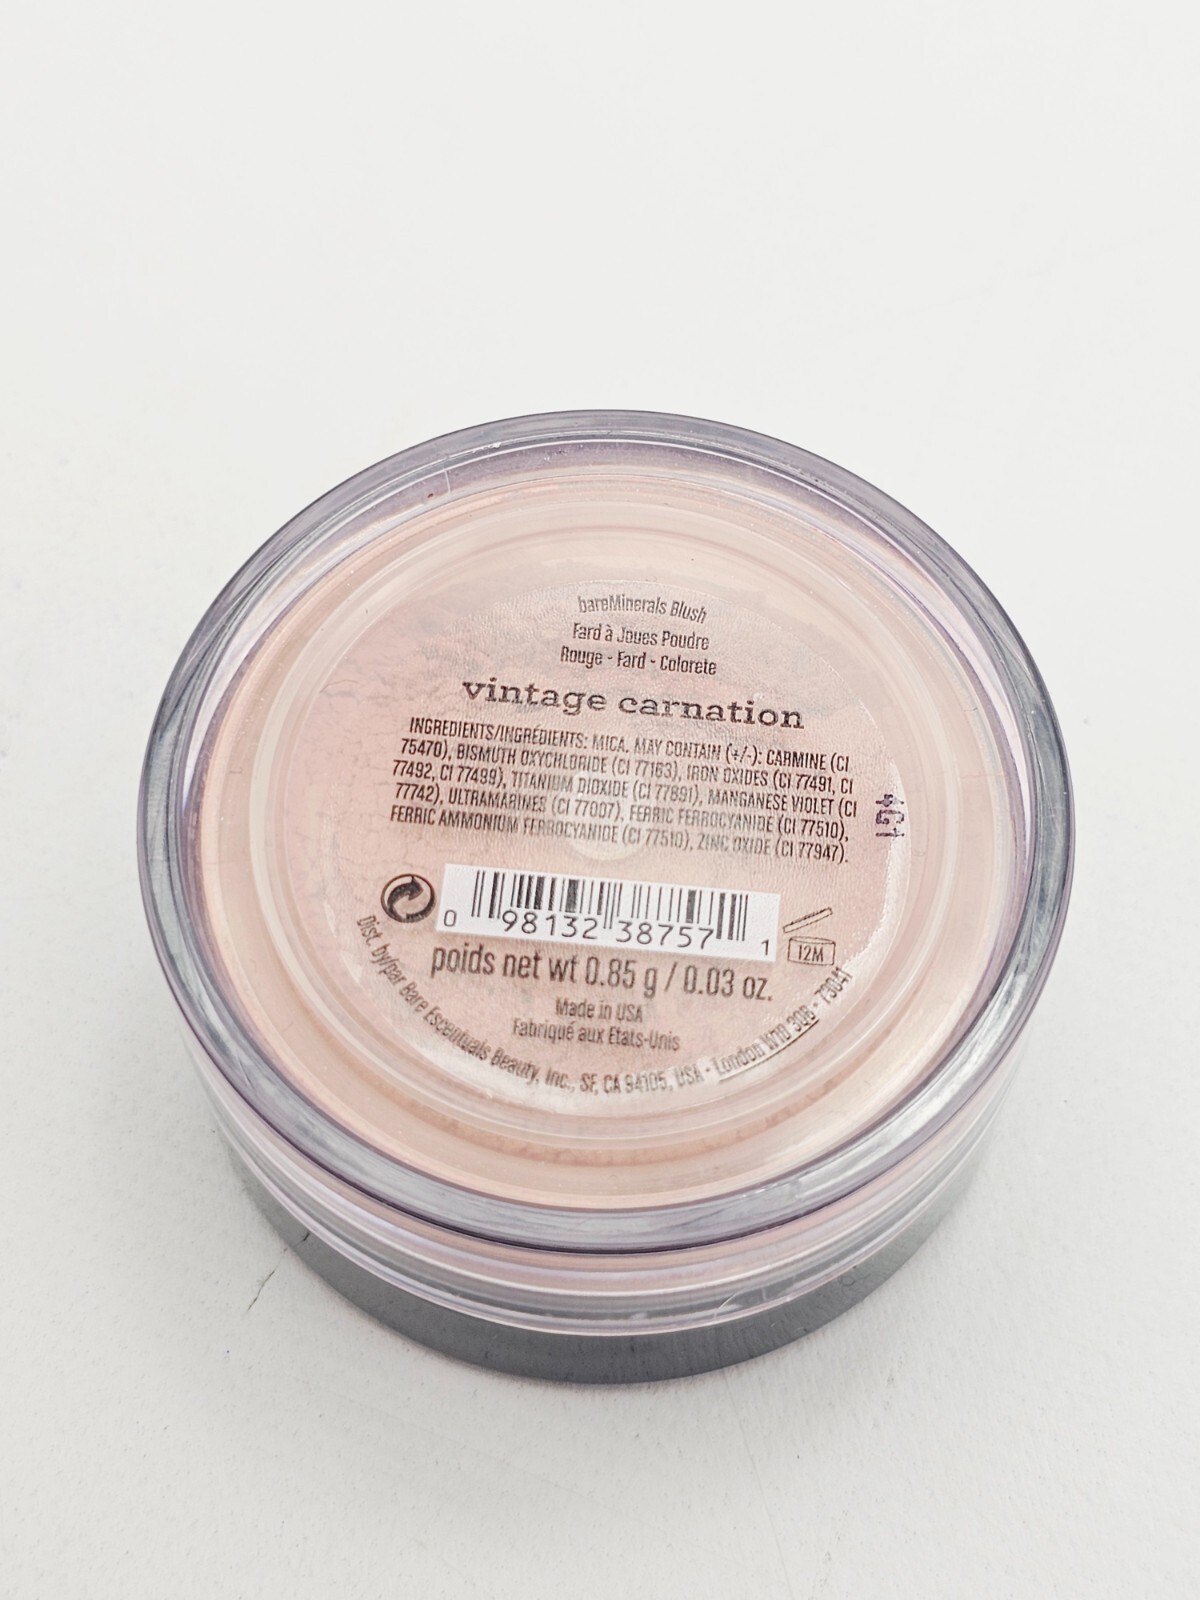 bareMinerals Blush
Fard à Joues Poudre
Rouge - Fard - Colorete
vintage carnation
INGREDIENTS/INGRÉDIENTS: MICA. MAY CONTAIN (+/-): CARMINE (CI
75470), BISMUTH OXYCHLORIDE (CI 77163), IRON OXIDES (CI 77491, CI
77492, CI 77499), TITANIUM DIOXIDE (CI 77891), MANGANESE VIOLET (CI
77742), ULTRAMARINES (CI 77007), FERRIC FERROCYANIDE (CI 77510),
FERRIC AMMONIUM FERROCYANIDE (CI 77510), ZINC OXIDE (CI 77947).
0 98132 38757 1
12M
poids net wt 0.85 g / 0.03 oz.
Made in USA
Fabriqué aux Etats-Unis
Dist. by/par Bare Escentuals Beauty, Inc., SF, CA 94105, USA - London W1D 3QB - 73041